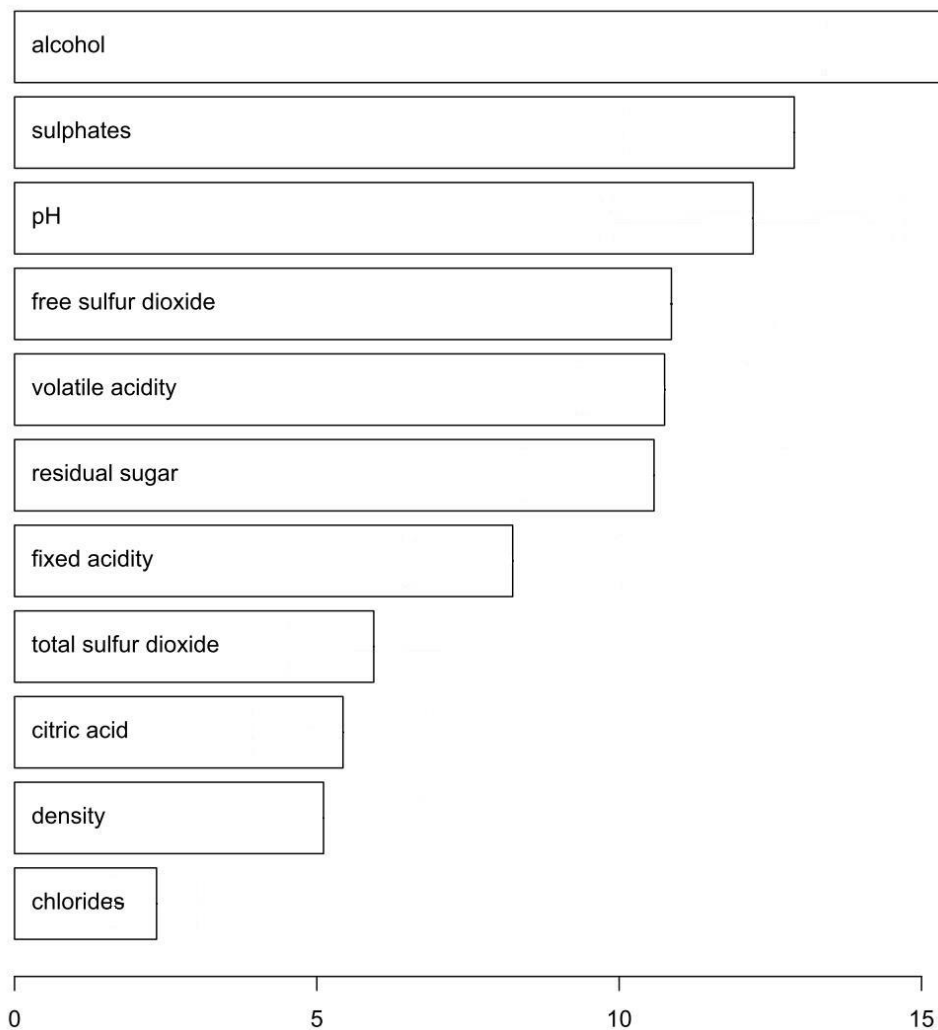 alcohol
sulphates
pH
free sulfur dioxide
volatile acidity
residual sugar
fixed acidity
total sulfur dioxide
citric acid
density
chlorides
0 5 10 15